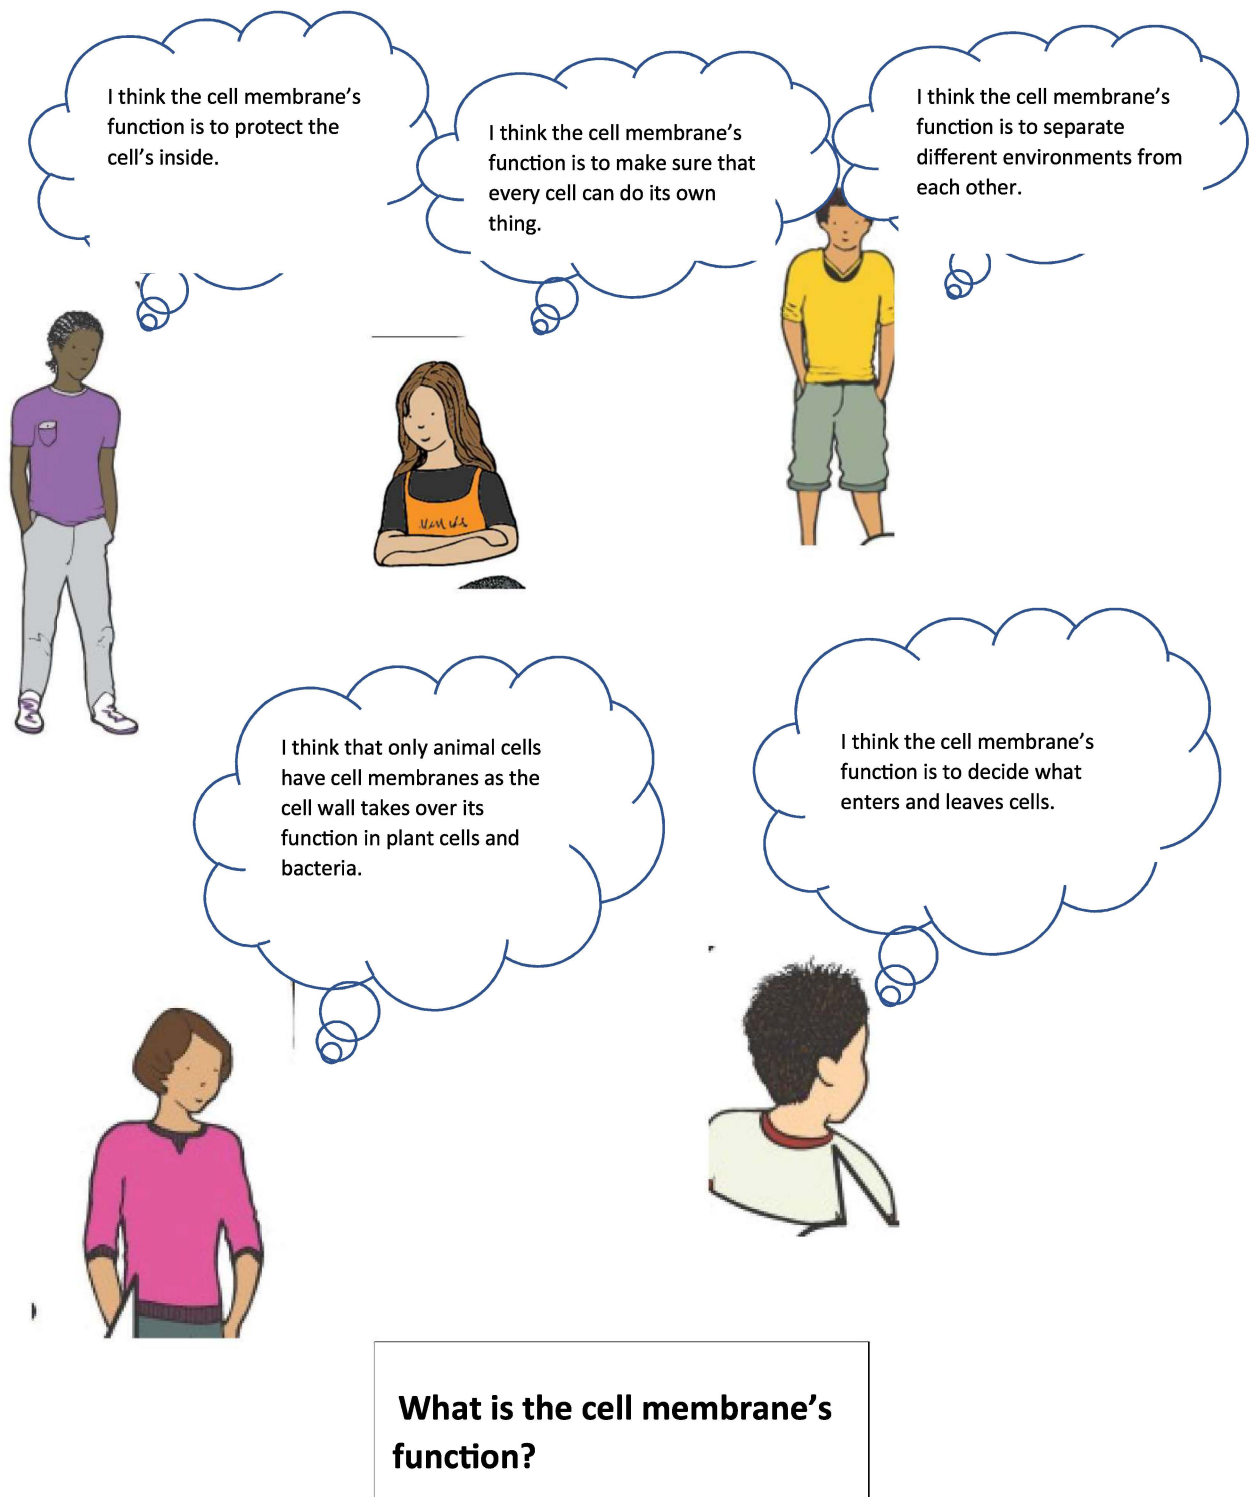 I think the cell membrane’s
function is to protect the
cell’s inside.
I think the cell membrane’s
function is to make sure that
every cell can do its own
thing.
I think the cell membrane’s
function is to separate
different environments from
each other.
I think that only animal cells
have cell membranes as the
cell wall takes over its
function in plant cells and
bacteria.
I think the cell membrane’s
function is to decide what
enters and leaves cells.
What is the cell membrane’s
function?